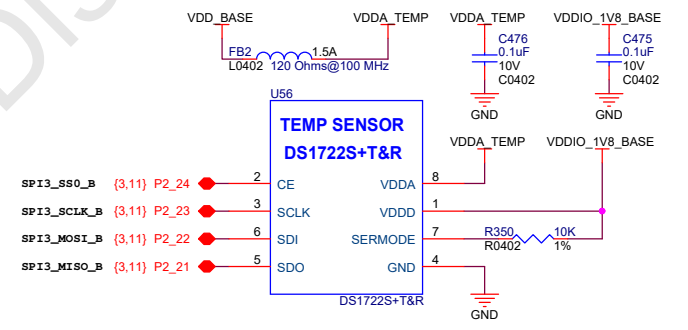 VDD_BASE VDDA_TEMP VDDA_TEMP VDDIO_1V8_BASE
FB2 1.5A
L0402 120 Ohms@100 MHz
C476
0.1uF
10V
C0402
GND
C475
0.1uF
10V
C0402
GND
U56
TEMP SENSOR
DS1722S+T&R
VDDA_TEMP VDDIO_1V8_BASE
SPI3_SS0_B {3,11} P2_24 2 CE VDDA 8
SPI3_SCLK_B {3,11} P2_23 3 SCLK VDDD 1
SPI3_MOSI_B {3,11} P2_22 6 SDI SERMODE 7 R350 10K
R0402 1%
SPI3_MISO_B {3,11} P2_21 5 SDO GND 4
DS1722S+T&R
GND